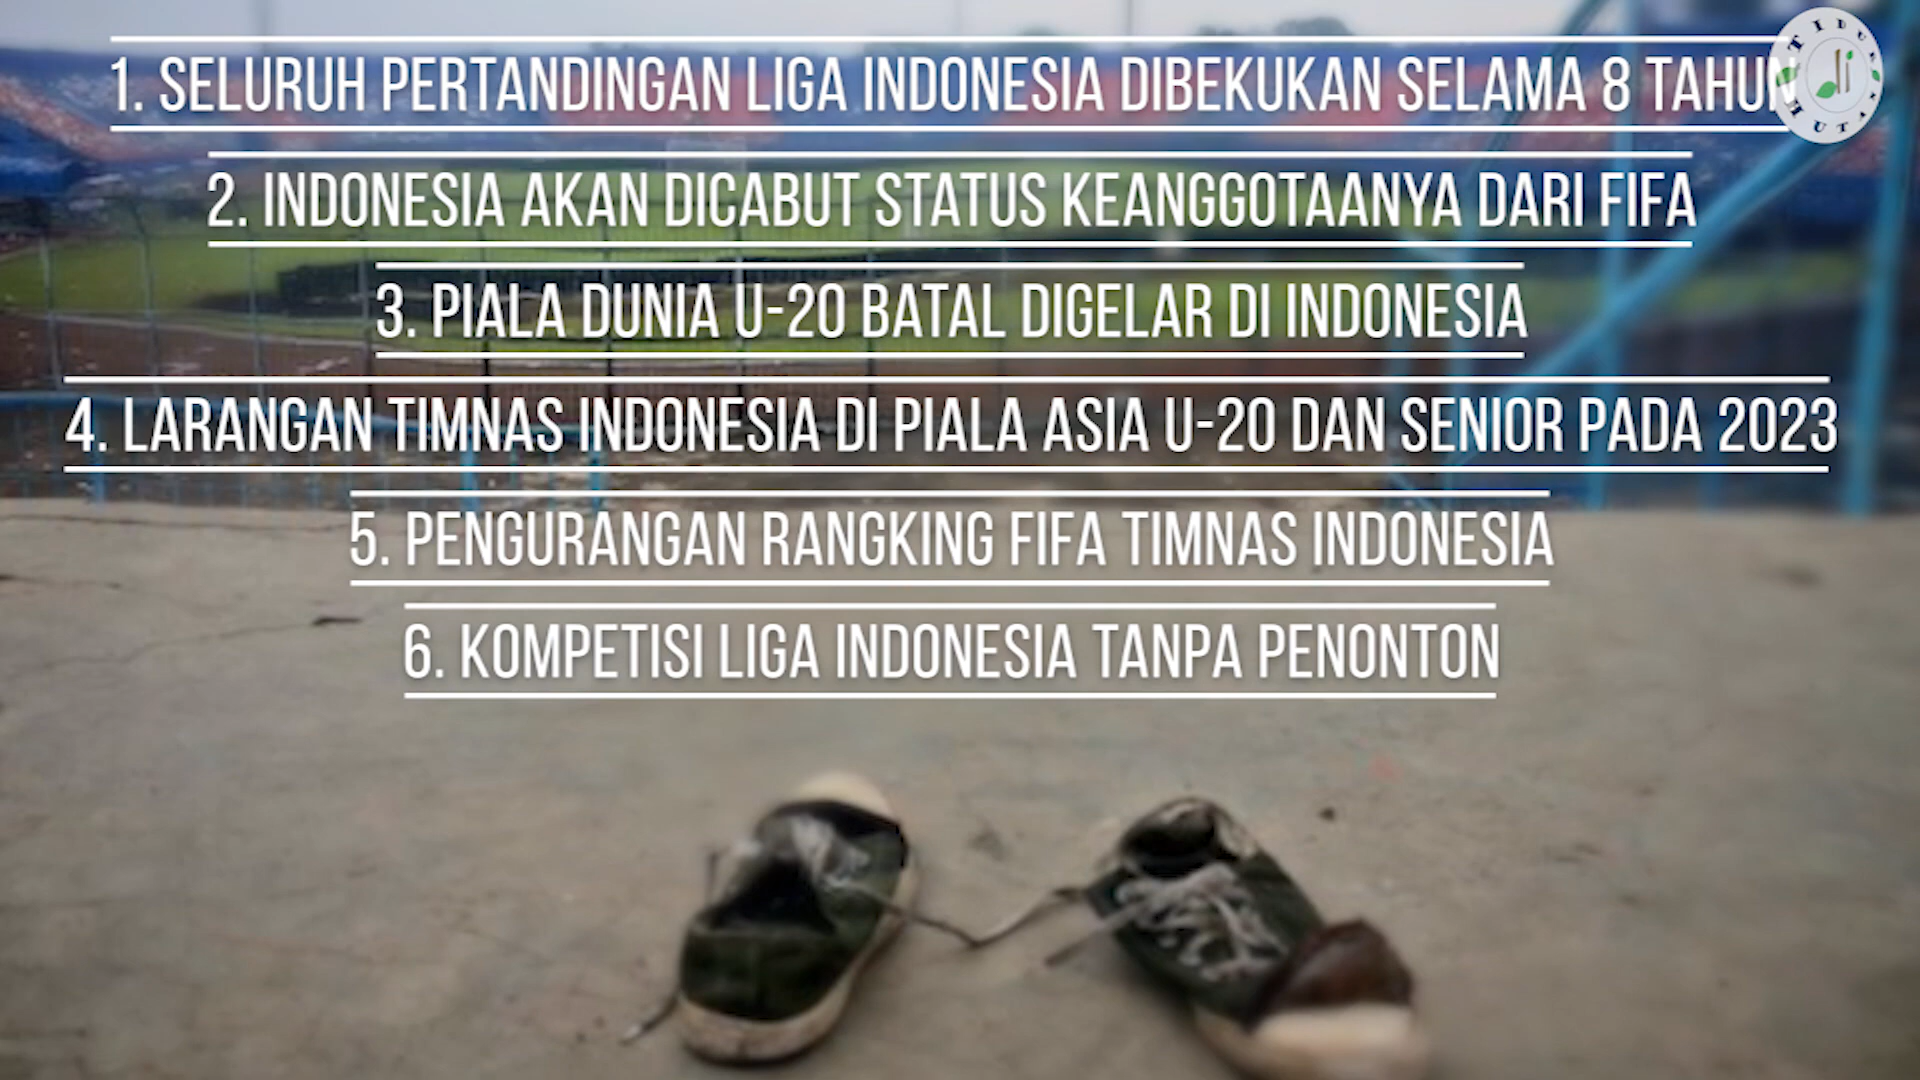 1. SELURUH PERTANDINGAN LIGA INDONESIA DIBEKUKAN SELAMA 8 TAHUN
2. INDONESIA AKAN DICABUT STATUS KEANGGOTAANYA DARI FIFA
3. PIALA DUNIA U-20 BATAL DIGELAR DI INDONESIA
4. LARANGAN TIMNAS INDONESIA DI PIALA ASIA U-20 DAN SENIOR PADA 2023
5. PENGURANGAN RANGKING FIFA TIMNAS INDONESIA
6. KOMPETISI LIGA INDONESIA TANPA PENONTON